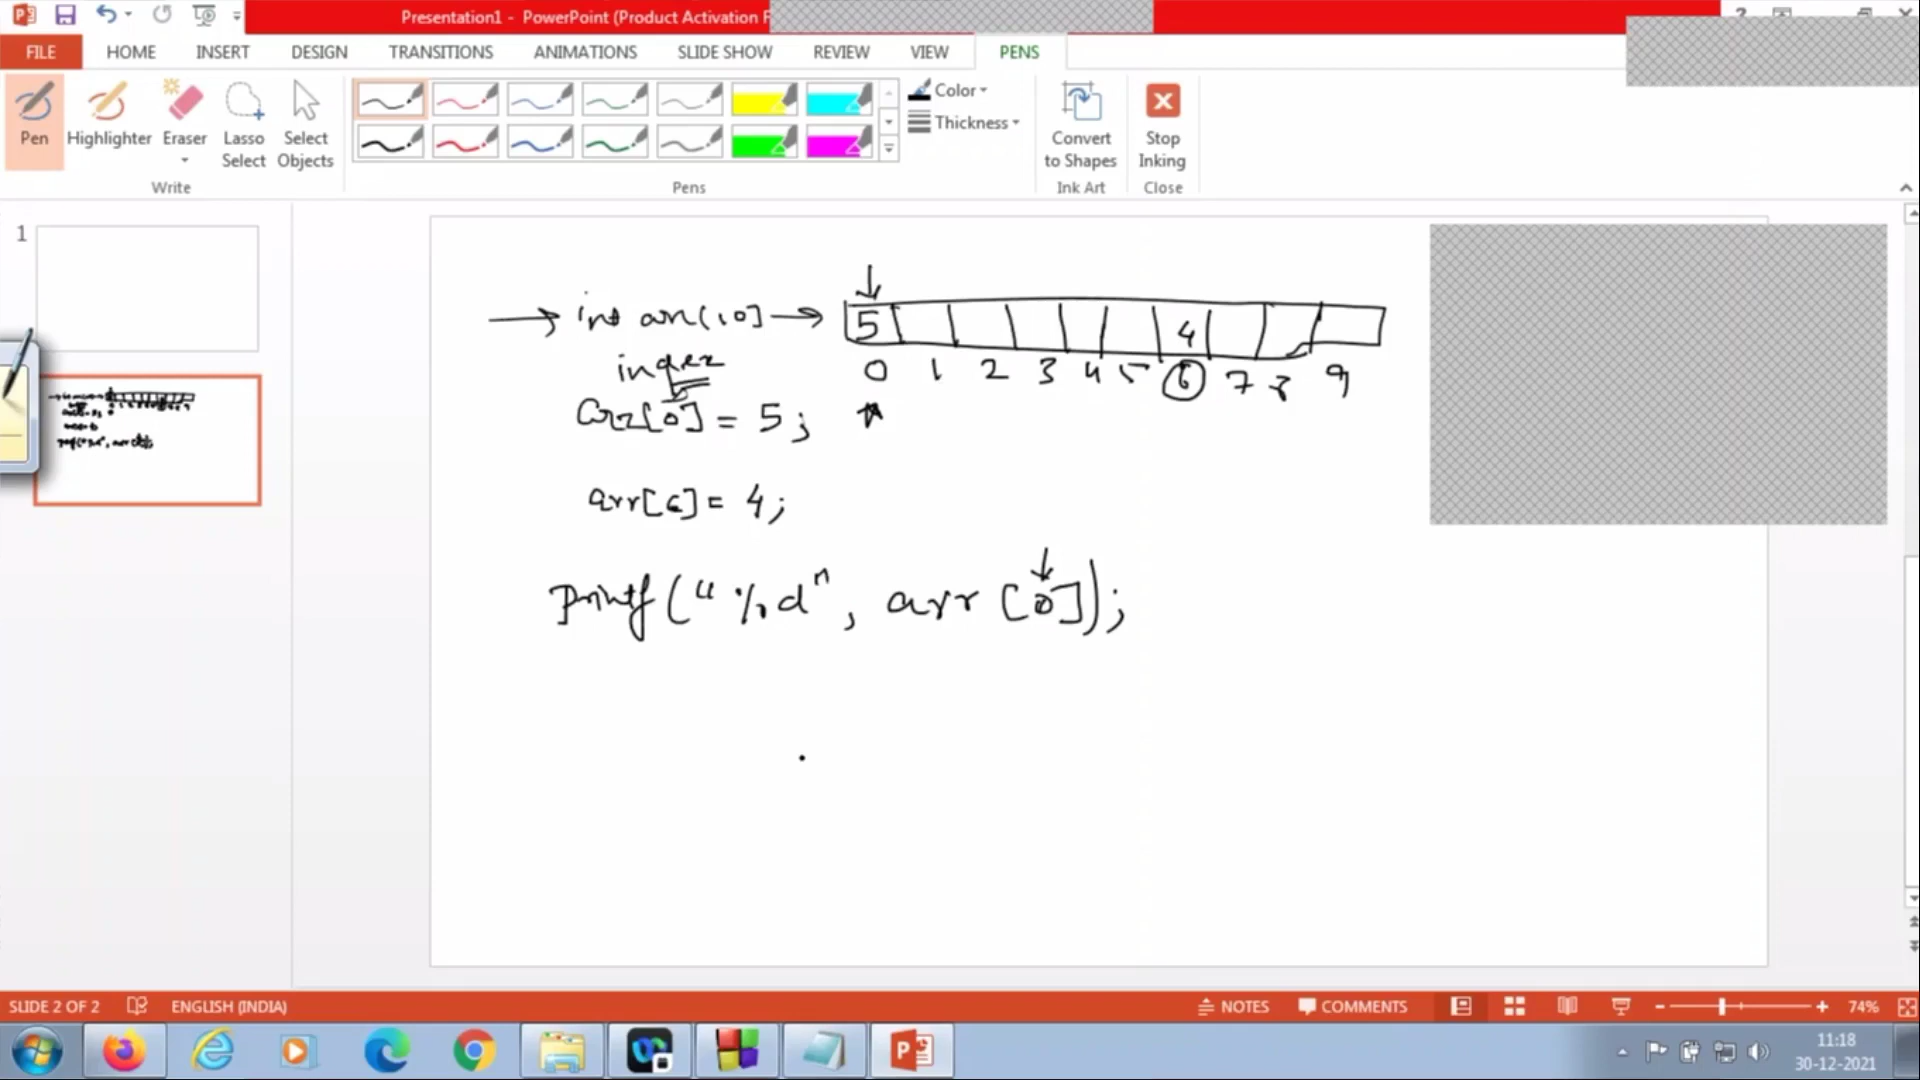 Presentation1 - PowerPoint (Product Activation F
?
FILE HOME INSERT DESIGN TRANSITIONS ANIMATIONS SLIDE SHOW REVIEW VIEW PENS
Pen Highlighter Eraser Lasso Select Select Objects
Color
Thickness
Convert to Shapes
Stop Inking
Write Pens Ink Art Close
1
int arr[10]
5 4
0 1 2 3 4 5 6 7 8 9
index
arr[0] = 5;
arr[6] = 4;
printf("%d", arr[0]);
SLIDE 2 OF 2 ENGLISH (INDIA) NOTES COMMENTS 74%
11:18
30-12-2021